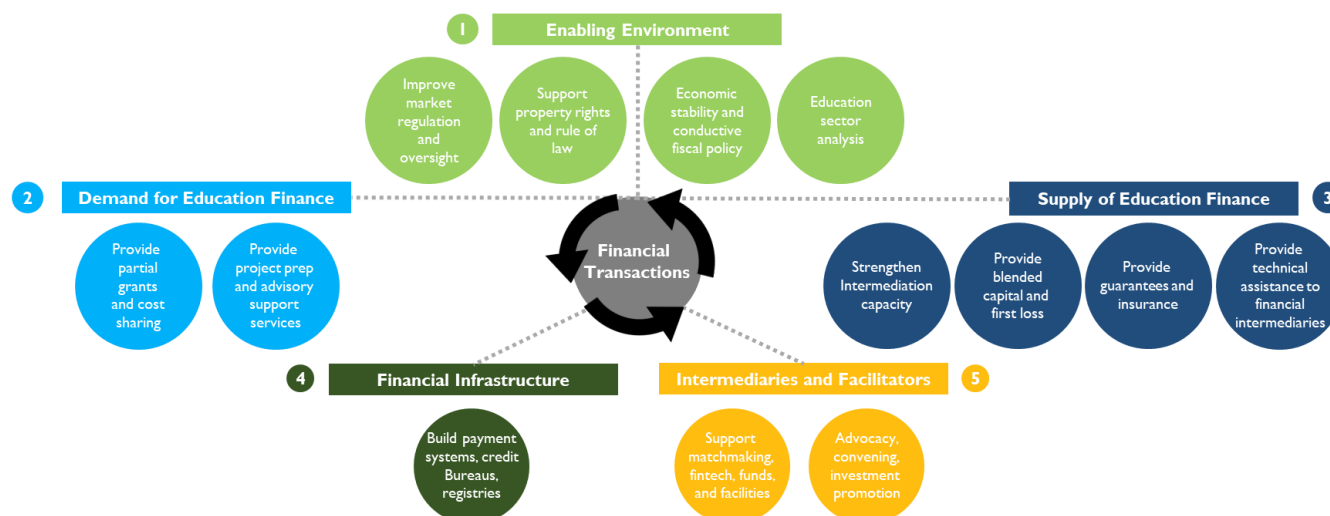 1 Enabling Environment
Improve
market
regulation
and
oversight
Support
property rights
and rule of
law
Economic
stability and
conductive
fiscal policy
Education
sector
analysis
2 Demand for Education Finance
Provide
partial
grants
and cost
sharing
Provide
project prep
and advisory
support
services
Financial
Transactions
Supply of Education Finance 3
Strengthen
Intermediation
capacity
Provide
blended
capital and
first loss
Provide
guarantees and
insurance
Provide
technical
assistance to
financial
intermediaries
4 Financial Infrastructure
Build payment
systems, credit
Bureaus,
registries
Intermediaries and Facilitators 5
Support
matchmaking,
fintech, funds,
and facilities
Advocacy,
convening,
investment
promotion